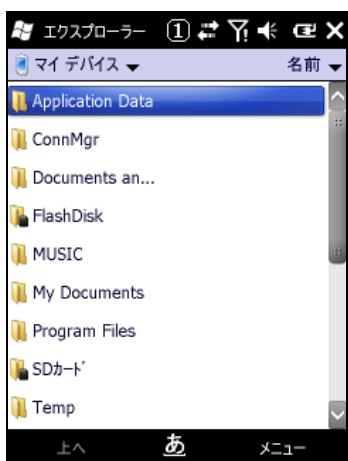 エクスプローラー ①
マイ デバイス 名前
Application Data
ConnMgr
Documents an...
FlashDisk
MUSIC
My Documents
Program Files
SDｶｰﾄﾞ
Temp
上へ あ メニュー